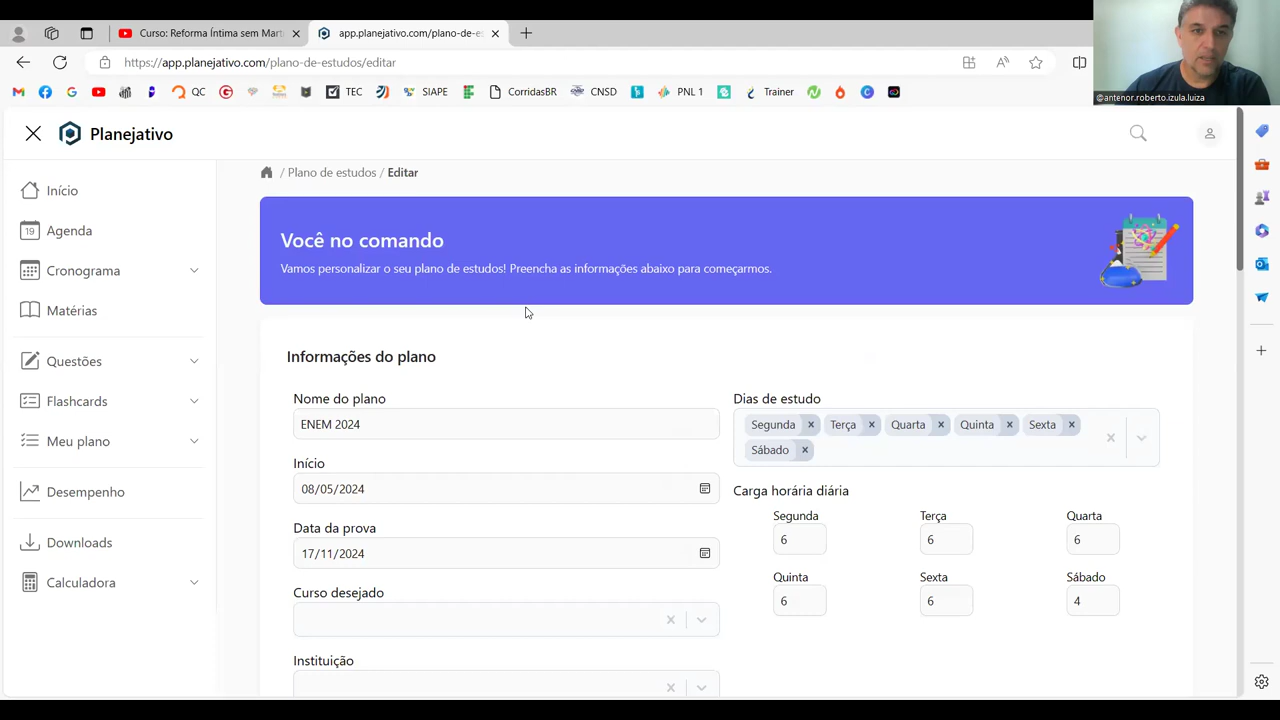 Curso: Reforma Íntima sem Mart
app.planejativo.com/plano-de-es
https://app.planejativo.com/plano-de-estudos/editar
QC
TEC
SIAPE
CorridasBR
CNSD
PNL 1
Trainer
@antenor.roberto.izula.luiza
Planejativo
Início
19
Agenda
Cronograma
Matérias
Questões
Flashcards
Meu plano
Desempenho
Downloads
Calculadora
/ Plano de estudos / Editar
Você no comando
Vamos personalizar o seu plano de estudos! Preencha as informações abaixo para começarmos.
Informações do plano
Nome do plano
ENEM 2024
Início
08/05/2024
Data da prova
17/11/2024
Curso desejado
Instituição
Dias de estudo
Segunda × Terça × Quarta × Quinta × Sexta ×
Sábado ×
Carga horária diária
Segunda Terça Quarta
6 6 6
Quinta Sexta Sábado
6 6 4